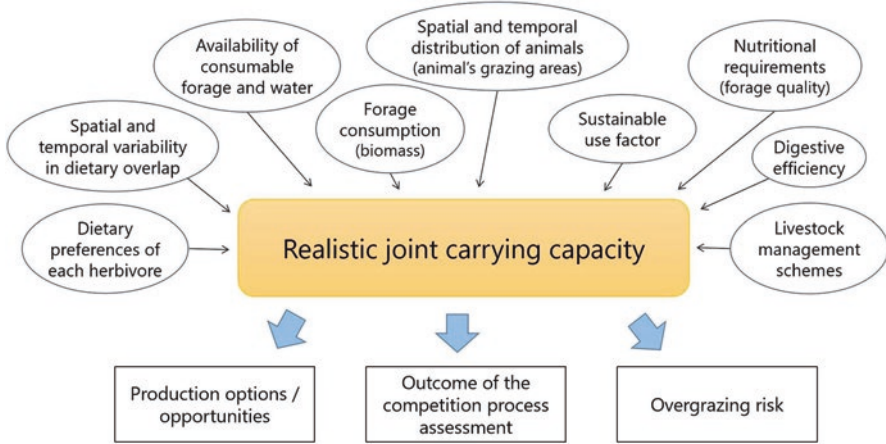 Availability of
consumable
forage and water
Spatial and temporal
distribution of animals
(animal's grazing areas)
Nutritional
requirements
(forage quality)
Spatial and
temporal variability
in dietary overlap
Forage
consumption
(biomass)
Sustainable
use factor
Digestive
efficiency
Dietary
preferences of
each herbivore
Realistic joint carrying capacity
Livestock
management
schemes
Production options /
opportunities
Outcome of the
competition process
assessment
Overgrazing risk